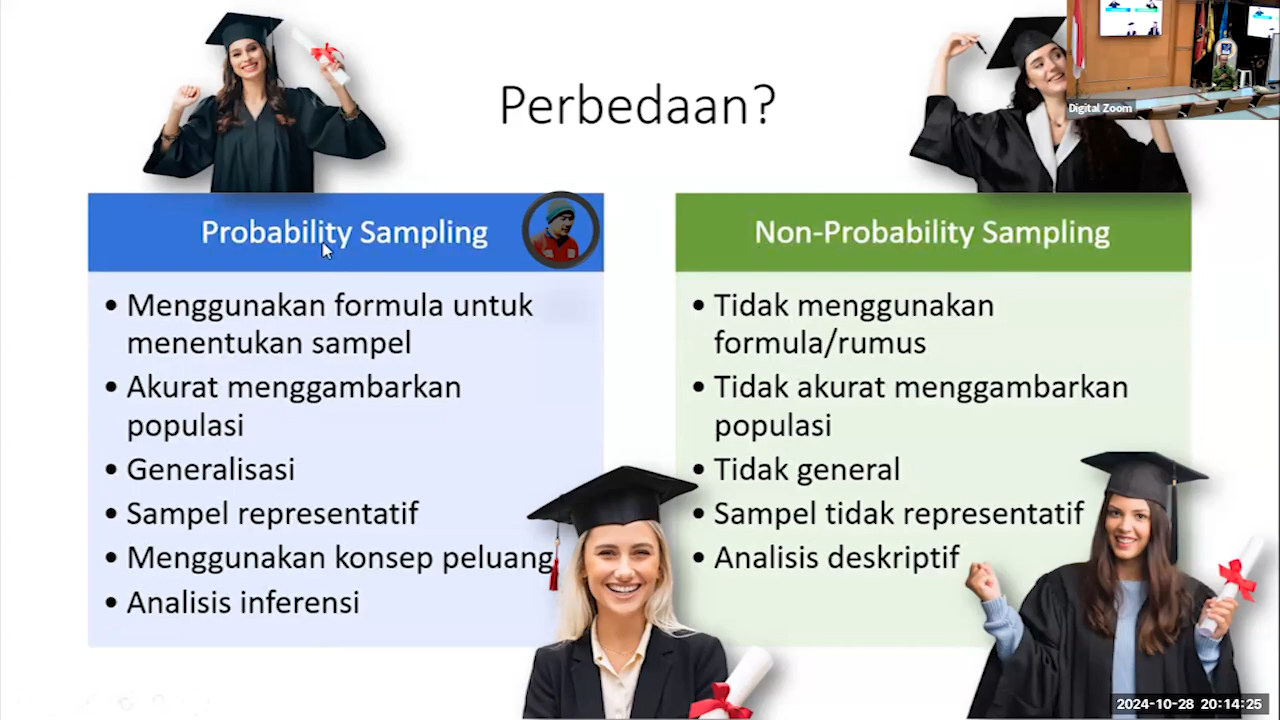 Perbedaan?
Digital Zoom
Probability Sampling
• Menggunakan formula untuk
menentukan sampel
• Akurat menggambarkan
populasi
• Generalisasi
• Sampel representatif
• Menggunakan konsep peluang
• Analisis inferensi
Non-Probability Sampling
• Tidak menggunakan
formula/rumus
• Tidak akurat menggambarkan
populasi
• Tidak general
• Sampel tidak representatif
• Analisis deskriptif
2024-10-28 20:14:25